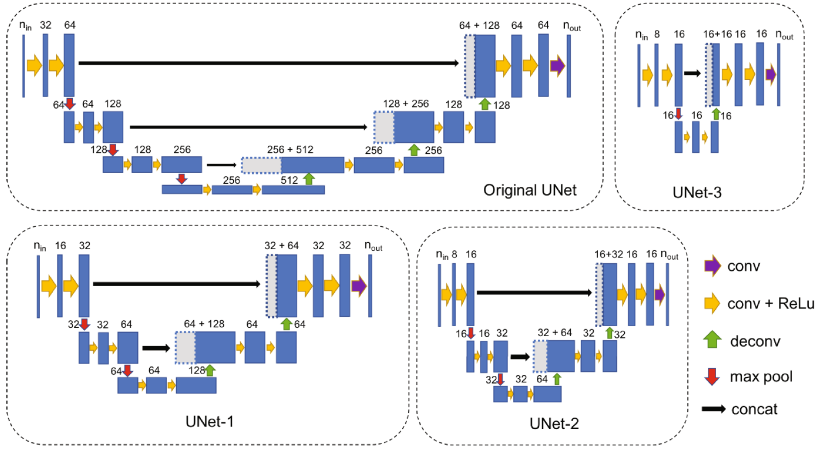 n_in 32 64
64 + 128 64 64 n_out
64 64 128
128 + 256 128 128
128 128 256
256 + 512 256 256
256 512
Original UNet
n_in 8 16
16+16 16 16 n_out
16 16 16
UNet-3
n_in 16 32
32 + 64 32 32 n_out
32 32 64
64 + 128 64 64
64 64 128
UNet-1
n_in 8 16
16+32 16 16 n_out
16 16 32
32 + 64 32 32
32 32 64
UNet-2
conv
conv + ReLu
deconv
max pool
concat